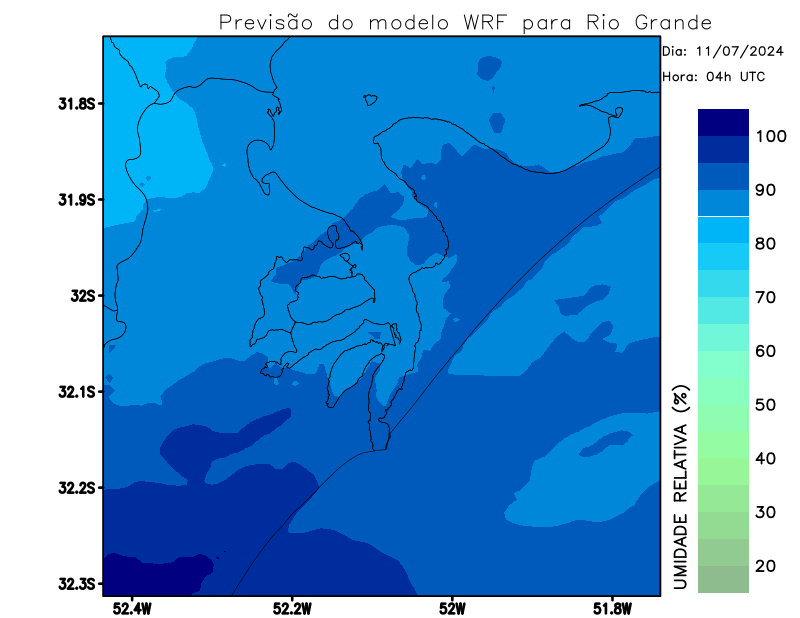 Previsão do modelo WRF para Rio Grande
Dia: 11/07/2024
Hora: 04h UTC
31.8S
31.9S
32S
32.1S
32.2S
32.3S
52.4W
52.2W
52W
51.8W
100
90
80
70
60
50
40
30
20
UMIDADE RELATIVA (%)